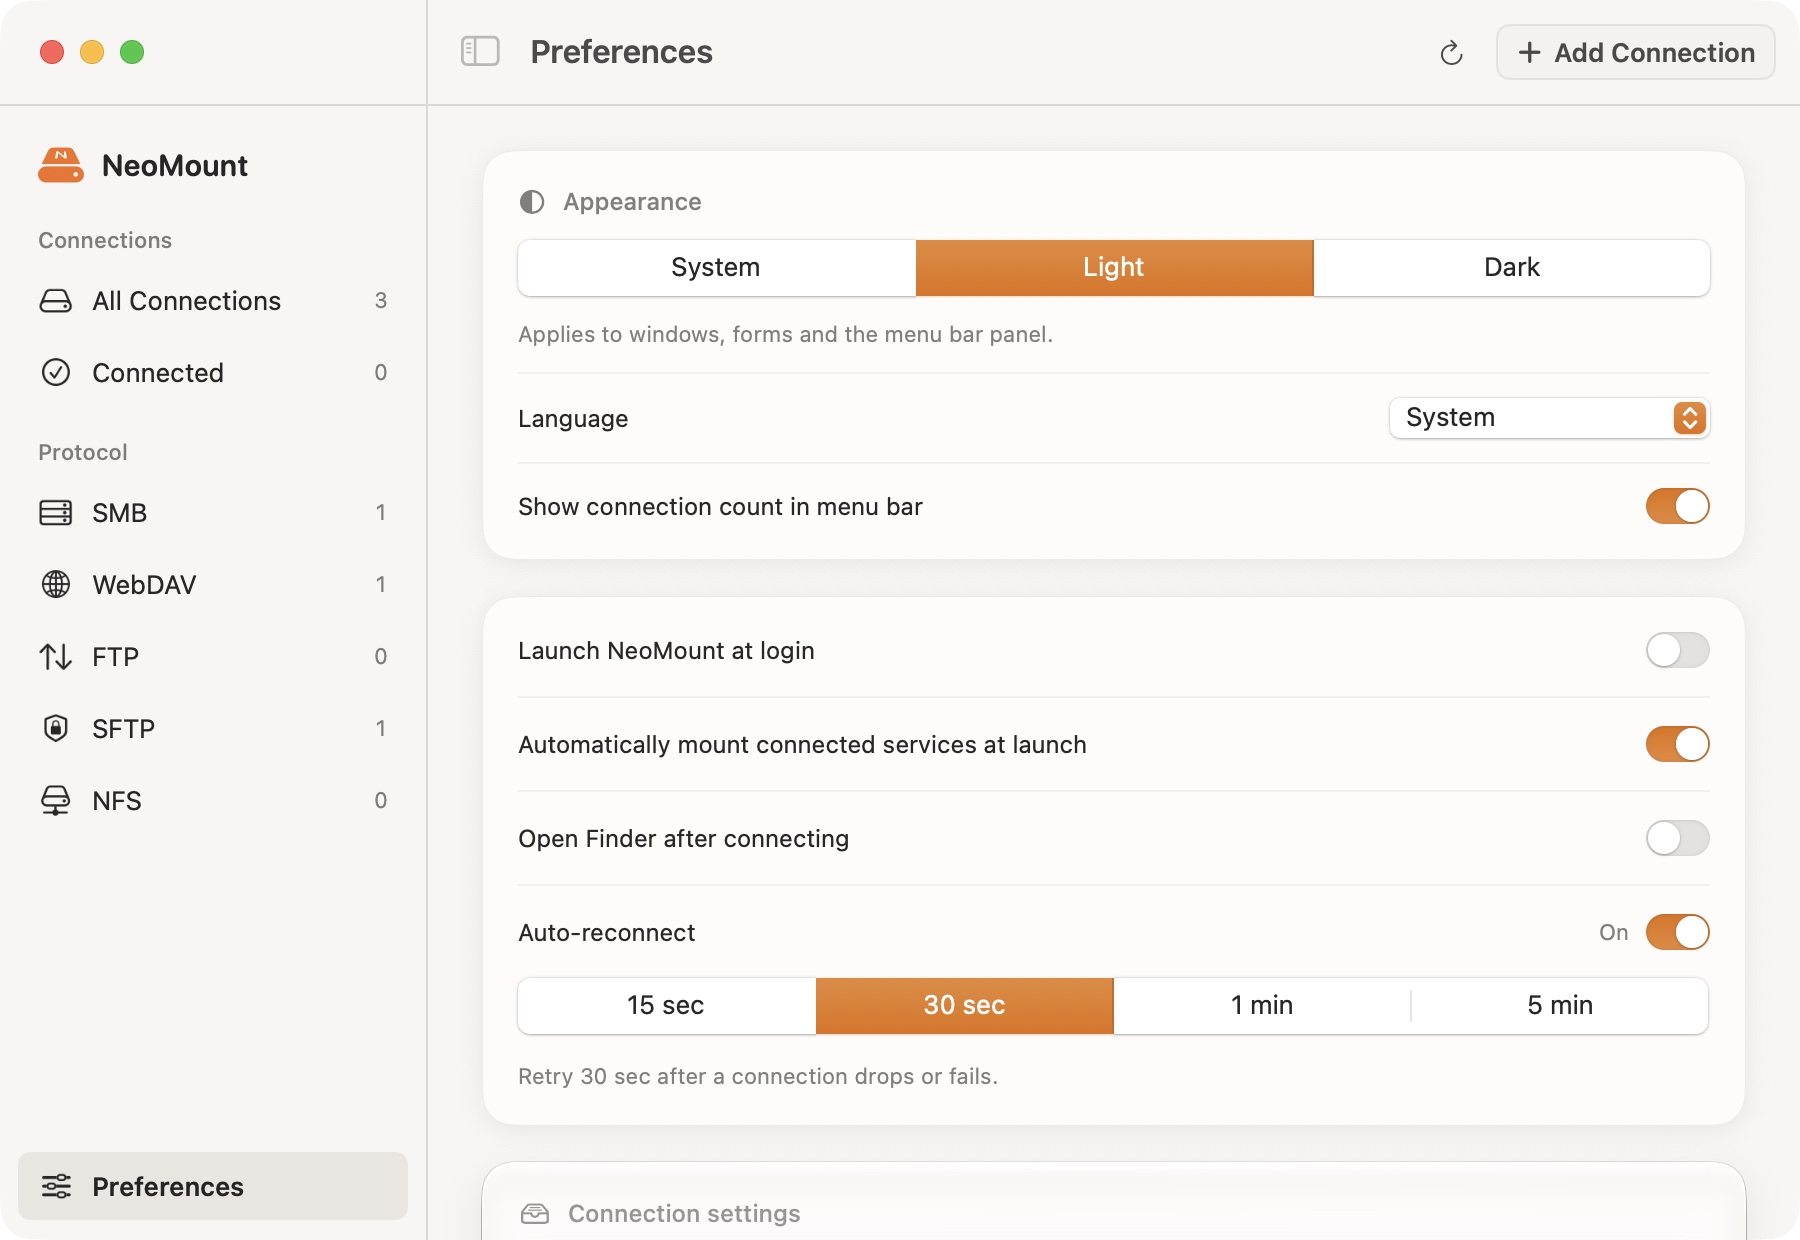 Preferences
Add Connection
NeoMount
Connections
All Connections 3
Connected 0
Protocol
SMB 1
WebDAV 1
FTP 0
SFTP 1
NFS 0
Preferences
Appearance
System Light Dark
Applies to windows, forms and the menu bar panel.
Language System
Show connection count in menu bar
Launch NeoMount at login
Automatically mount connected services at launch
Open Finder after connecting
Auto-reconnect On
15 sec 30 sec 1 min 5 min
Retry 30 sec after a connection drops or fails.
Connection settings